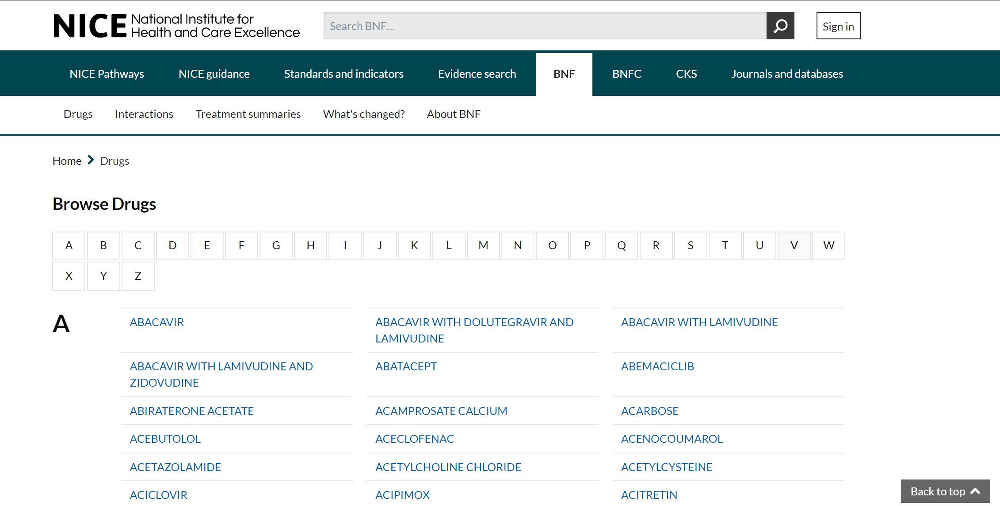 NICE National Institute for
Health and Care Excellence
Search BNF...
Sign in
NICE Pathways NICE guidance Standards and indicators Evidence search BNF BNFC CKS Journals and databases
Drugs Interactions Treatment summaries What's changed? About BNF
Home Drugs
Browse Drugs
A B C D E F G H I J K L M N O P Q R S T U V W
X Y Z
A
ABACAVIR
ABACAVIR WITH DOLUTEGRAVIR AND
LAMIVUDINE
ABACAVIR WITH LAMIVUDINE
ABACAVIR WITH LAMIVUDINE AND
ZIDOVUDINE
ABATACEPT
ABEMACICLIB
ABIRATERONE ACETATE
ACAMPROSATE CALCIUM
ACARBOSE
ACEBUTOLOL
ACECLOFENAC
ACENOCOUMAROL
ACETAZOLAMIDE
ACETYLCHOLINE CHLORIDE
ACETYLCYSTEINE
ACICLOVIR
ACIPIMOX
ACITRETIN
Back to top